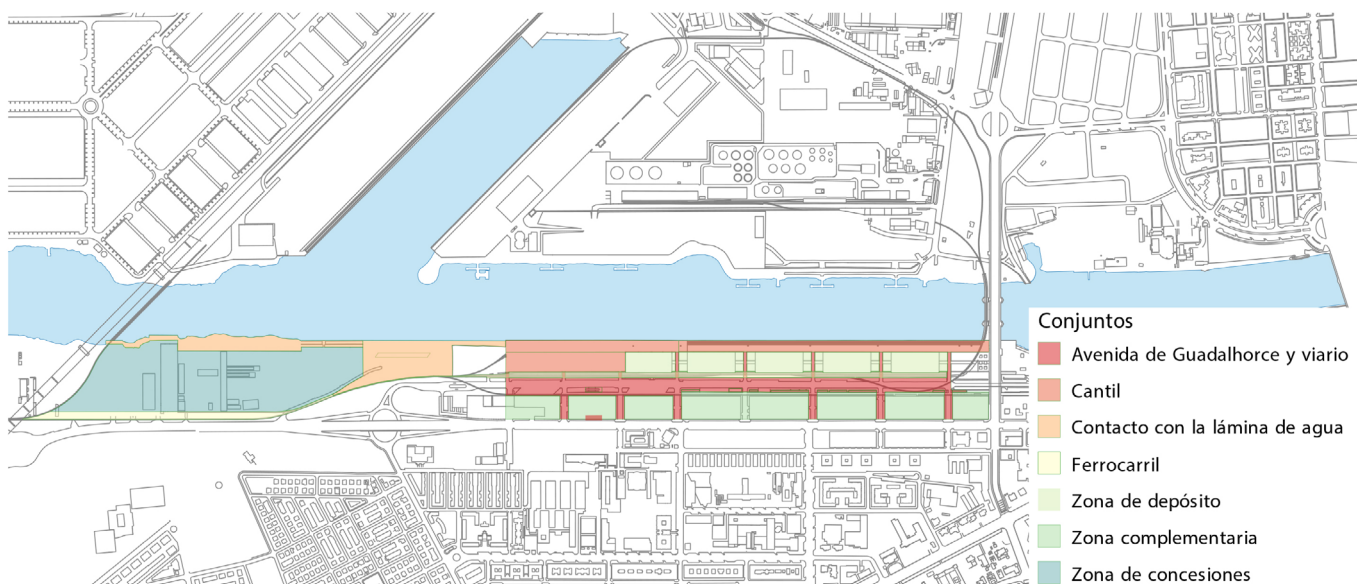 Conjuntos
Avenida de Guadalhorce y viario
Cantil
Contacto con la lámina de agua
Ferrocarril
Zona de depósito
Zona complementaria
Zona de concesiones